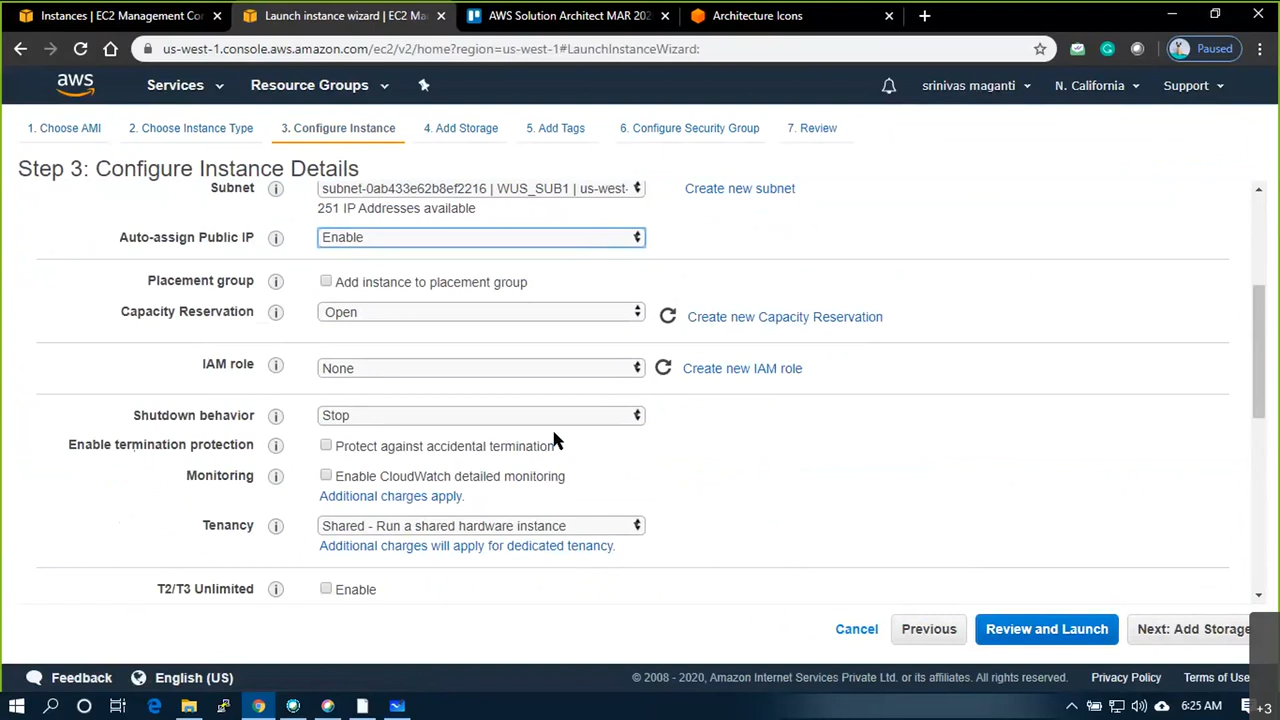 Instances | EC2 Management Co
Launch instance wizard | EC2 M
AWS Solution Architect MAR 202
Architecture Icons
us-west-1.console.aws.amazon.com/ec2/v2/home?region=us-west-1#LaunchInstanceWizard:
Paused
aws
Services
Resource Groups
srinivas maganti
N. California
Support
1. Choose AMI
2. Choose Instance Type
3. Configure Instance
4. Add Storage
5. Add Tags
6. Configure Security Group
7. Review
Step 3: Configure Instance Details
Subnet
subnet-0ab433e62b8ef2216 | WUS_SUB1 | us-west-
Create new subnet
251 IP Addresses available
Auto-assign Public IP
Enable
Placement group
Add instance to placement group
Capacity Reservation
Open
Create new Capacity Reservation
IAM role
None
Create new IAM role
Shutdown behavior
Stop
Enable termination protection
Protect against accidental termination
Monitoring
Enable CloudWatch detailed monitoring
Additional charges apply.
Tenancy
Shared - Run a shared hardware instance
Additional charges will apply for dedicated tenancy.
T2/T3 Unlimited
Enable
Cancel
Previous
Review and Launch
Next: Add Storage
Feedback
English (US)
© 2008 - 2020, Amazon Internet Services Private Ltd. or its affiliates. All rights reserved.
Privacy Policy
Terms of Use
6:25 AM
+3